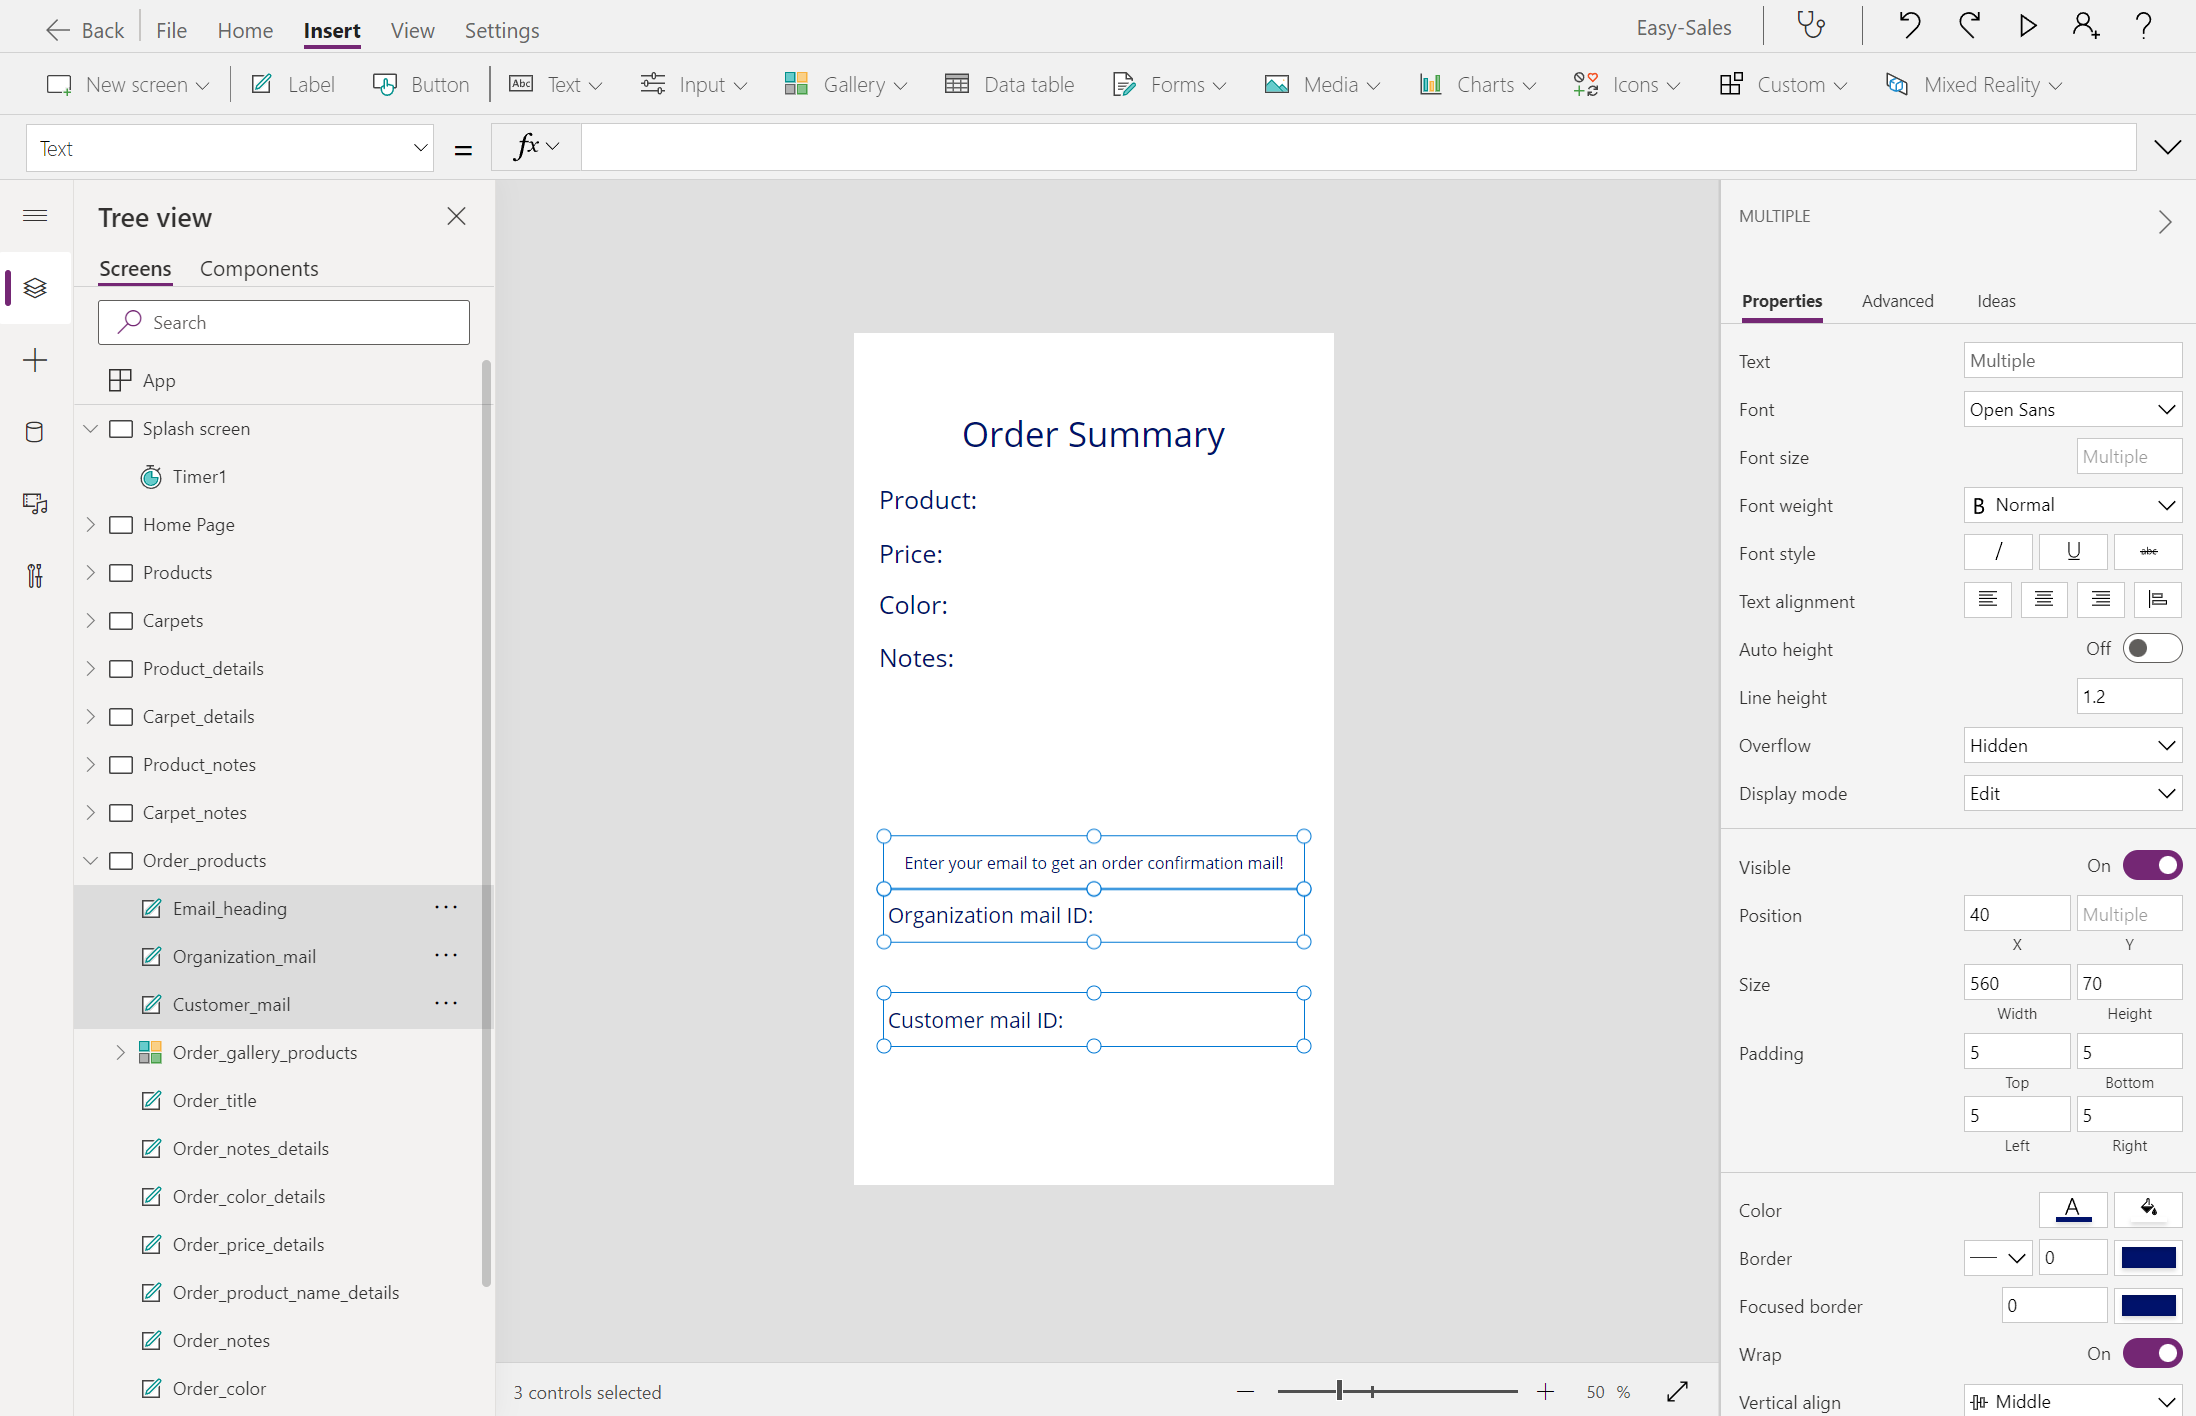 Back File Home Insert View Settings Easy-Sales
New screen Label Button Abc Text Input Gallery Data table Forms Media Charts Icons Custom Mixed Reality
Text = fx
Tree view
Screens Components
Search
App
Splash screen
Timer1
Home Page
Products
Carpets
Product_details
Carpet_details
Product_notes
Carpet_notes
Order_products
Email_heading ...
Organization_mail ...
Customer_mail ...
Order_gallery_products
Order_title
Order_notes_details
Order_color_details
Order_price_details
Order_product_name_details
Order_notes
Order_color
Order Summary
Product:
Price:
Color:
Notes:
Enter your email to get an order confirmation mail!
Organization mail ID:
Customer mail ID:
3 controls selected
50 %
MULTIPLE
Properties Advanced Ideas
Text Multiple
Font Open Sans
Font size Multiple
Font weight B Normal
Font style / U abc
Text alignment
Auto height Off
Line height 1.2
Overflow Hidden
Display mode Edit
Visible On
Position 40 Multiple
X Y
Size 560 70
Width Height
Padding 5 5
Top Bottom
5 5
Left Right
Color A
Border 0
Focused border 0
Wrap On
Vertical align Middle